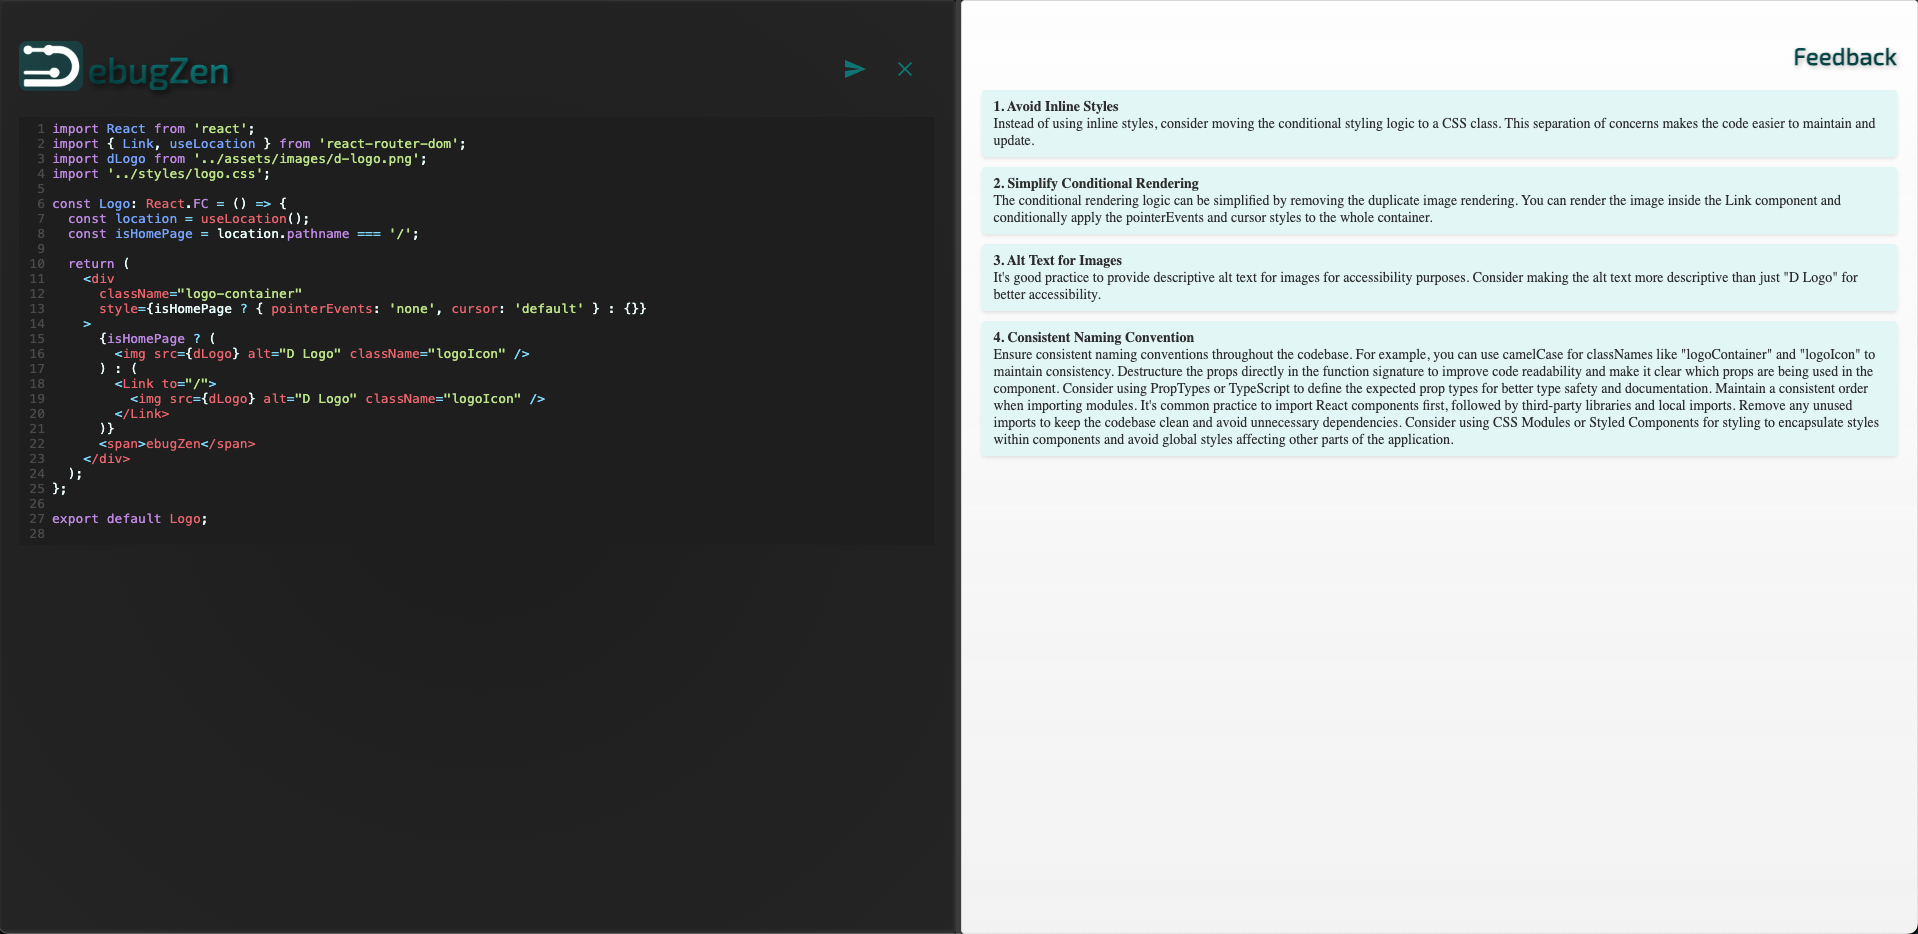 ebugZen
1 import React from 'react';
2 import { Link, useLocation } from 'react-router-dom';
3 import dLogo from '../assets/images/d-logo.png';
4 import '../styles/logo.css';
5
6 const Logo: React.FC = () => {
7   const location = useLocation();
8   const isHomePage = location.pathname === '/';
9
10   return (
11     <div
12       className="logo-container"
13       style={isHomePage ? { pointerEvents: 'none', cursor: 'default' } : {}}
14     >
15       {isHomePage ? (
16         <img src={dLogo} alt="D Logo" className="logoIcon" />
17       ) : (
18         <Link to="/">
19           <img src={dLogo} alt="D Logo" className="logoIcon" />
20         </Link>
21       )}
22       <span>ebugZen</span>
23     </div>
24   );
25 };
26
27 export default Logo;
28
Feedback
1. Avoid Inline Styles
Instead of using inline styles, consider moving the conditional styling logic to a CSS class. This separation of concerns makes the code easier to maintain and
update.
2. Simplify Conditional Rendering
The conditional rendering logic can be simplified by removing the duplicate image rendering. You can render the image inside the Link component and
conditionally apply the pointerEvents and cursor styles to the whole container.
3. Alt Text for Images
It's good practice to provide descriptive alt text for images for accessibility purposes. Consider making the alt text more descriptive than just "D Logo" for
better accessibility.
4. Consistent Naming Convention
Ensure consistent naming conventions throughout the codebase. For example, you can use camelCase for classNames like "logoContainer" and "logoIcon" to
maintain consistency. Destructure the props directly in the function signature to improve code readability and make it clear which props are being used in the
component. Consider using PropTypes or TypeScript to define the expected prop types for better type safety and documentation. Maintain a consistent order
when importing modules. It's common practice to import React components first, followed by third-party libraries and local imports. Remove any unused
imports to keep the codebase clean and avoid unnecessary dependencies. Consider using CSS Modules or Styled Components for styling to encapsulate styles
within components and avoid global styles affecting other parts of the application.